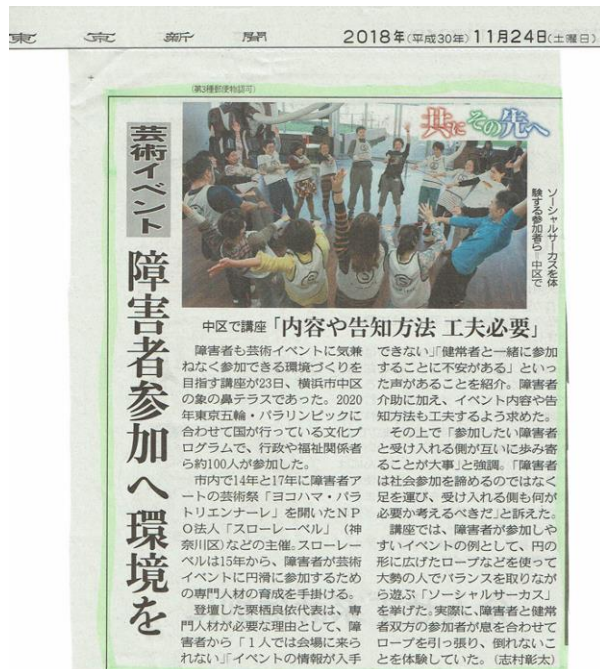 東京新聞
2018年(平成30年)11月24日(土曜日)
(第3種郵便物認可)
共にその先へ
ソーシャルサーカスを体
験する参加者ら=中区で
芸術イベント
障害者参加へ環境を
中区で講座「内容や告知方法 工夫必要」
障害者も芸術イベントに気兼
ねなく参加できる環境づくりを
目指す講座が23日、横浜市中区
の象の鼻テラスであった。2020
年東京五輪・パラリンピックに
合わせて国が行っている文化プ
ログラムで、行政や福祉関係者
ら約100人が参加した。
市内で14年と17年に障害者ア
ートの芸術祭「ヨコハマ・パラ
トリエンナーレ」を開いたNP
O法人「スローレーベル」(神
奈川区)などの主催。スローレー
ベルは15年から、障害者が芸術
イベントに円滑に参加するため
の専門人材の育成を手掛ける。
登壇した栗栖良依代表は、専
門人材が必要な理由として、障
害者から「1人では会場に来ら
れない」「イベントの情報が入手
できない」「健常者と一緒に参加
することに不安がある」といっ
た声があることを紹介。障害者
介助に加え、イベント内容や告
知方法も工夫するよう求めた。
その上で「参加したい障害者
と受け入れる側が互いに歩み寄
ることが大事」と強調。「障害者
は社会参加を諦めるのではなく
足を運び、受け入れる側も何が
必要か考えるべきだ」と訴えた。
講座では、障害者が参加しや
すいイベントの例として、円の
形に広げたロープなどを使って
大勢の人でバランスを取りなが
ら遊ぶ「ソーシャルサーカス」
を挙げた。実際に、障害者と健常
者双方の参加者が息を合わせて
ロープを引っ張り、倒れないこ
とを体験していた。(志村彰太)